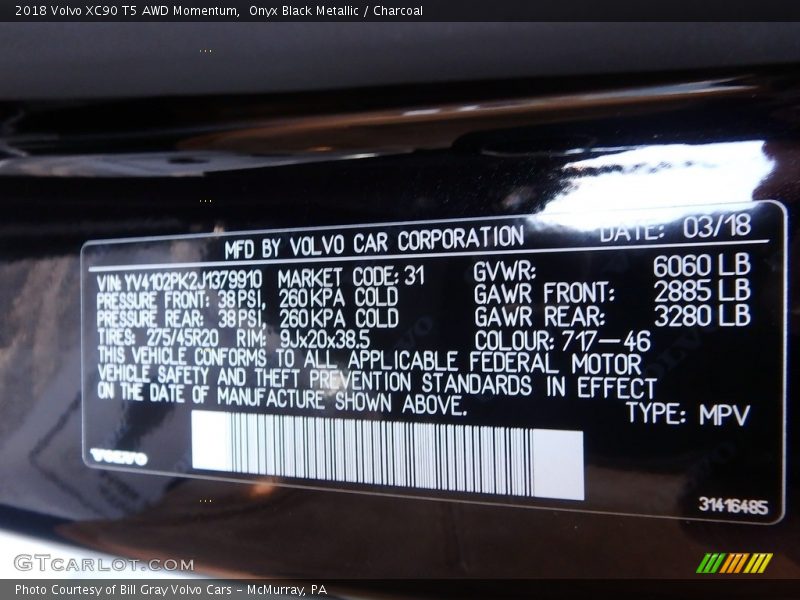 2018 Volvo XC90 T5 AWD Momentum,  Onyx Black Metallic / Charcoal
MFD BY VOLVO CAR CORPORATION DATE: 03/18
VIN: YV4102PK2J1379910 MARKET CODE: 31 GVWR: 6060 LB
PRESSURE FRONT: 38 PSI, 260 KPA COLD GAWR FRONT: 2885 LB
PRESSURE REAR: 38 PSI, 260 KPA COLD GAWR REAR: 3280 LB
TIRES: 275/45R20 RIM: 9Jx20x38.5 COLOUR: 717-46
THIS VEHICLE CONFORMS TO ALL APPLICABLE FEDERAL MOTOR
VEHICLE SAFETY AND THEFT PREVENTION STANDARDS IN EFFECT
ON THE DATE OF MANUFACTURE SHOWN ABOVE.
TYPE: MPV
VOLVO
31416485
GTCARLOT.COM
Photo Courtesy of Bill Gray Volvo Cars - McMurray, PA